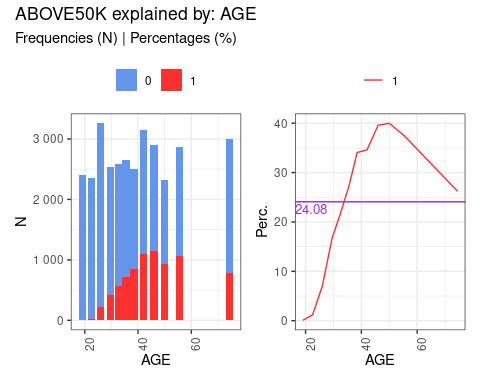 ABOVE50K explained by: AGE
Frequencies (N) | Percentages (%)
0 1
1
N
3 000
2 000
1 000
0
20 40 60
AGE
Perc.
40
30
20
10
0
24.08
20 40 60
AGE